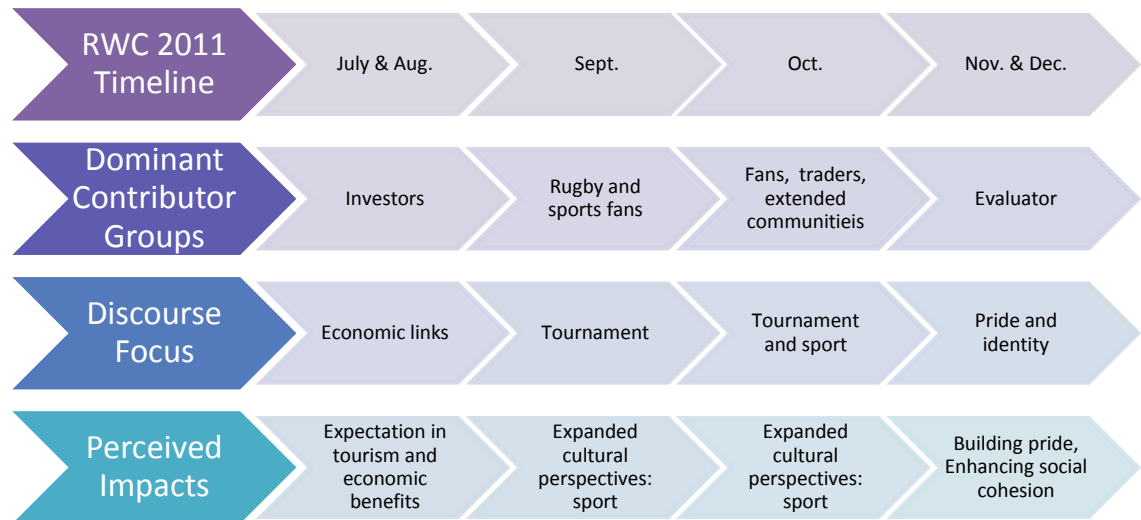 RWC 2011
Timeline
July & Aug.
Sept.
Oct.
Nov. & Dec.
Dominant
Contributor
Groups
Investors
Rugby and
sports fans
Fans, traders,
extended
communitieis
Evaluator
Discourse
Focus
Economic links
Tournament
Tournament
and sport
Pride and
identity
Perceived
Impacts
Expectation in
tourism and
economic
benefits
Expanded
cultural
perspectives:
sport
Expanded
cultural
perspectives:
sport
Building pride,
Enhancing social
cohesion